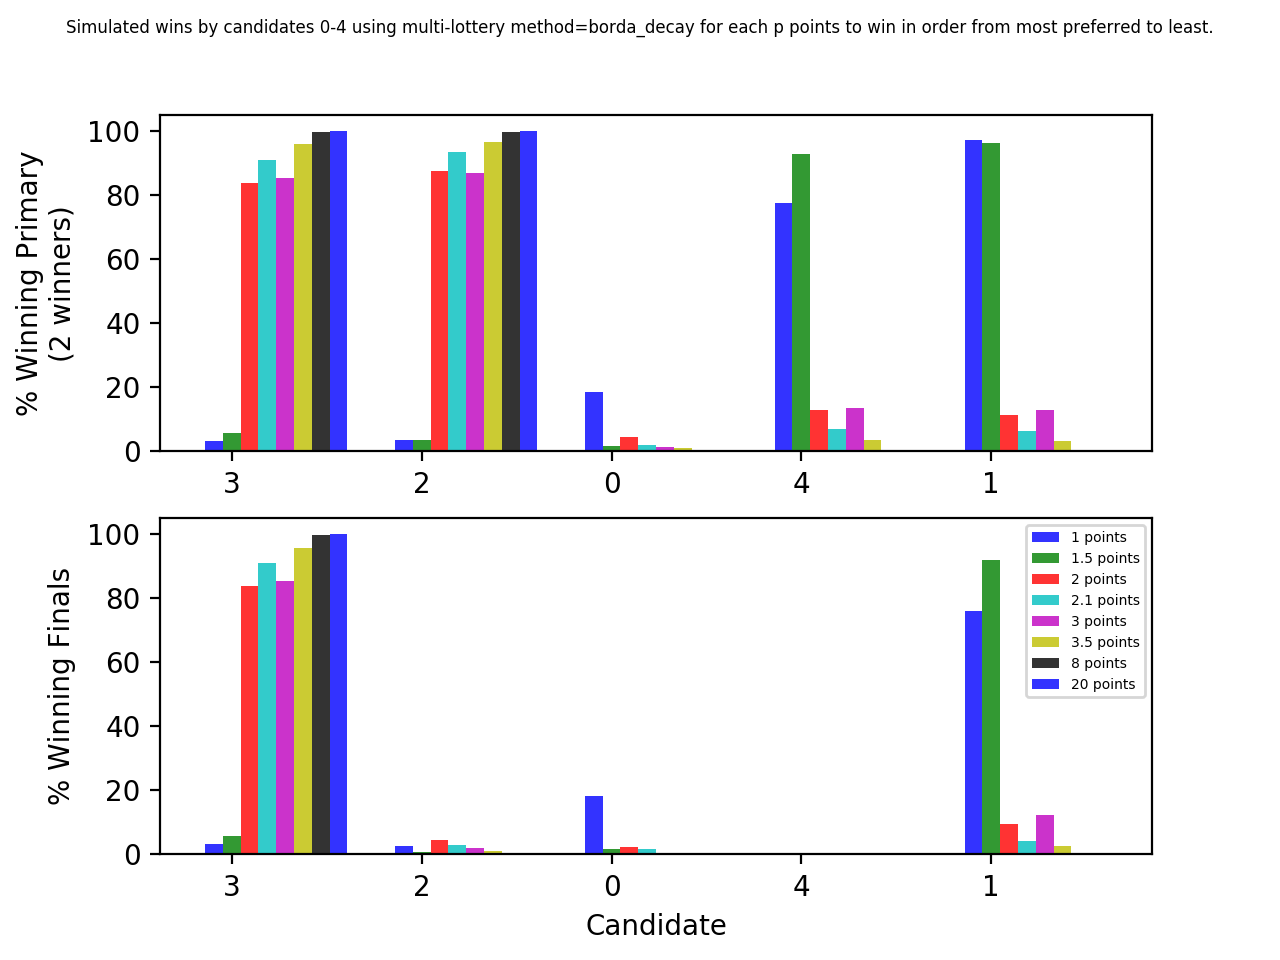 Simulated wins by candidates 0-4 using multi-lottery method=borda_decay for each p points to win in order from most preferred to least.
% Winning Primary
(2 winners)
100
80
60
40
20
0
3 2 0 4 1
% Winning Finals
100
80
60
40
20
0
1 points
1.5 points
2 points
2.1 points
3 points
3.5 points
8 points
20 points
3 2 0 4 1
Candidate